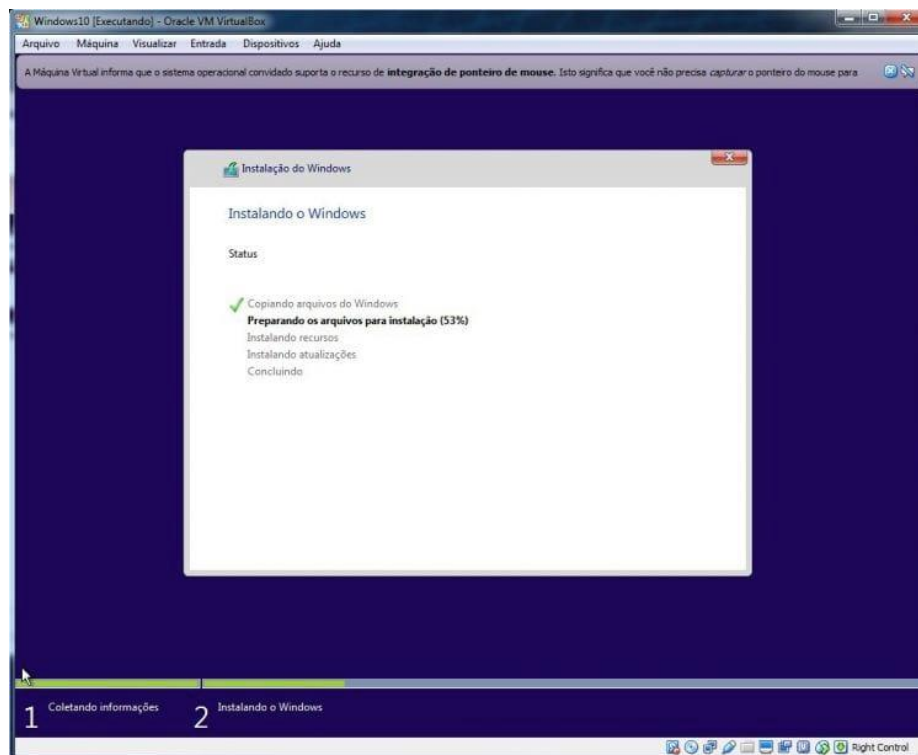 Windows10 [Executando] - Oracle VM VirtualBox
Arquivo Máquina Visualizar Entrada Dispositivos Ajuda
A Máquina Virtual informa que o sistema operacional convidado suporta o recurso de integração de ponteiro de mouse. Isto significa que você não precisa capturar o ponteiro do mouse para
Instalação do Windows
Instalando o Windows
Status
Copiando arquivos do Windows
Preparando os arquivos para instalação (53%)
Instalando recursos
Instalando atualizações
Concluindo
1 Coletando informações 2 Instalando o Windows
Right Control